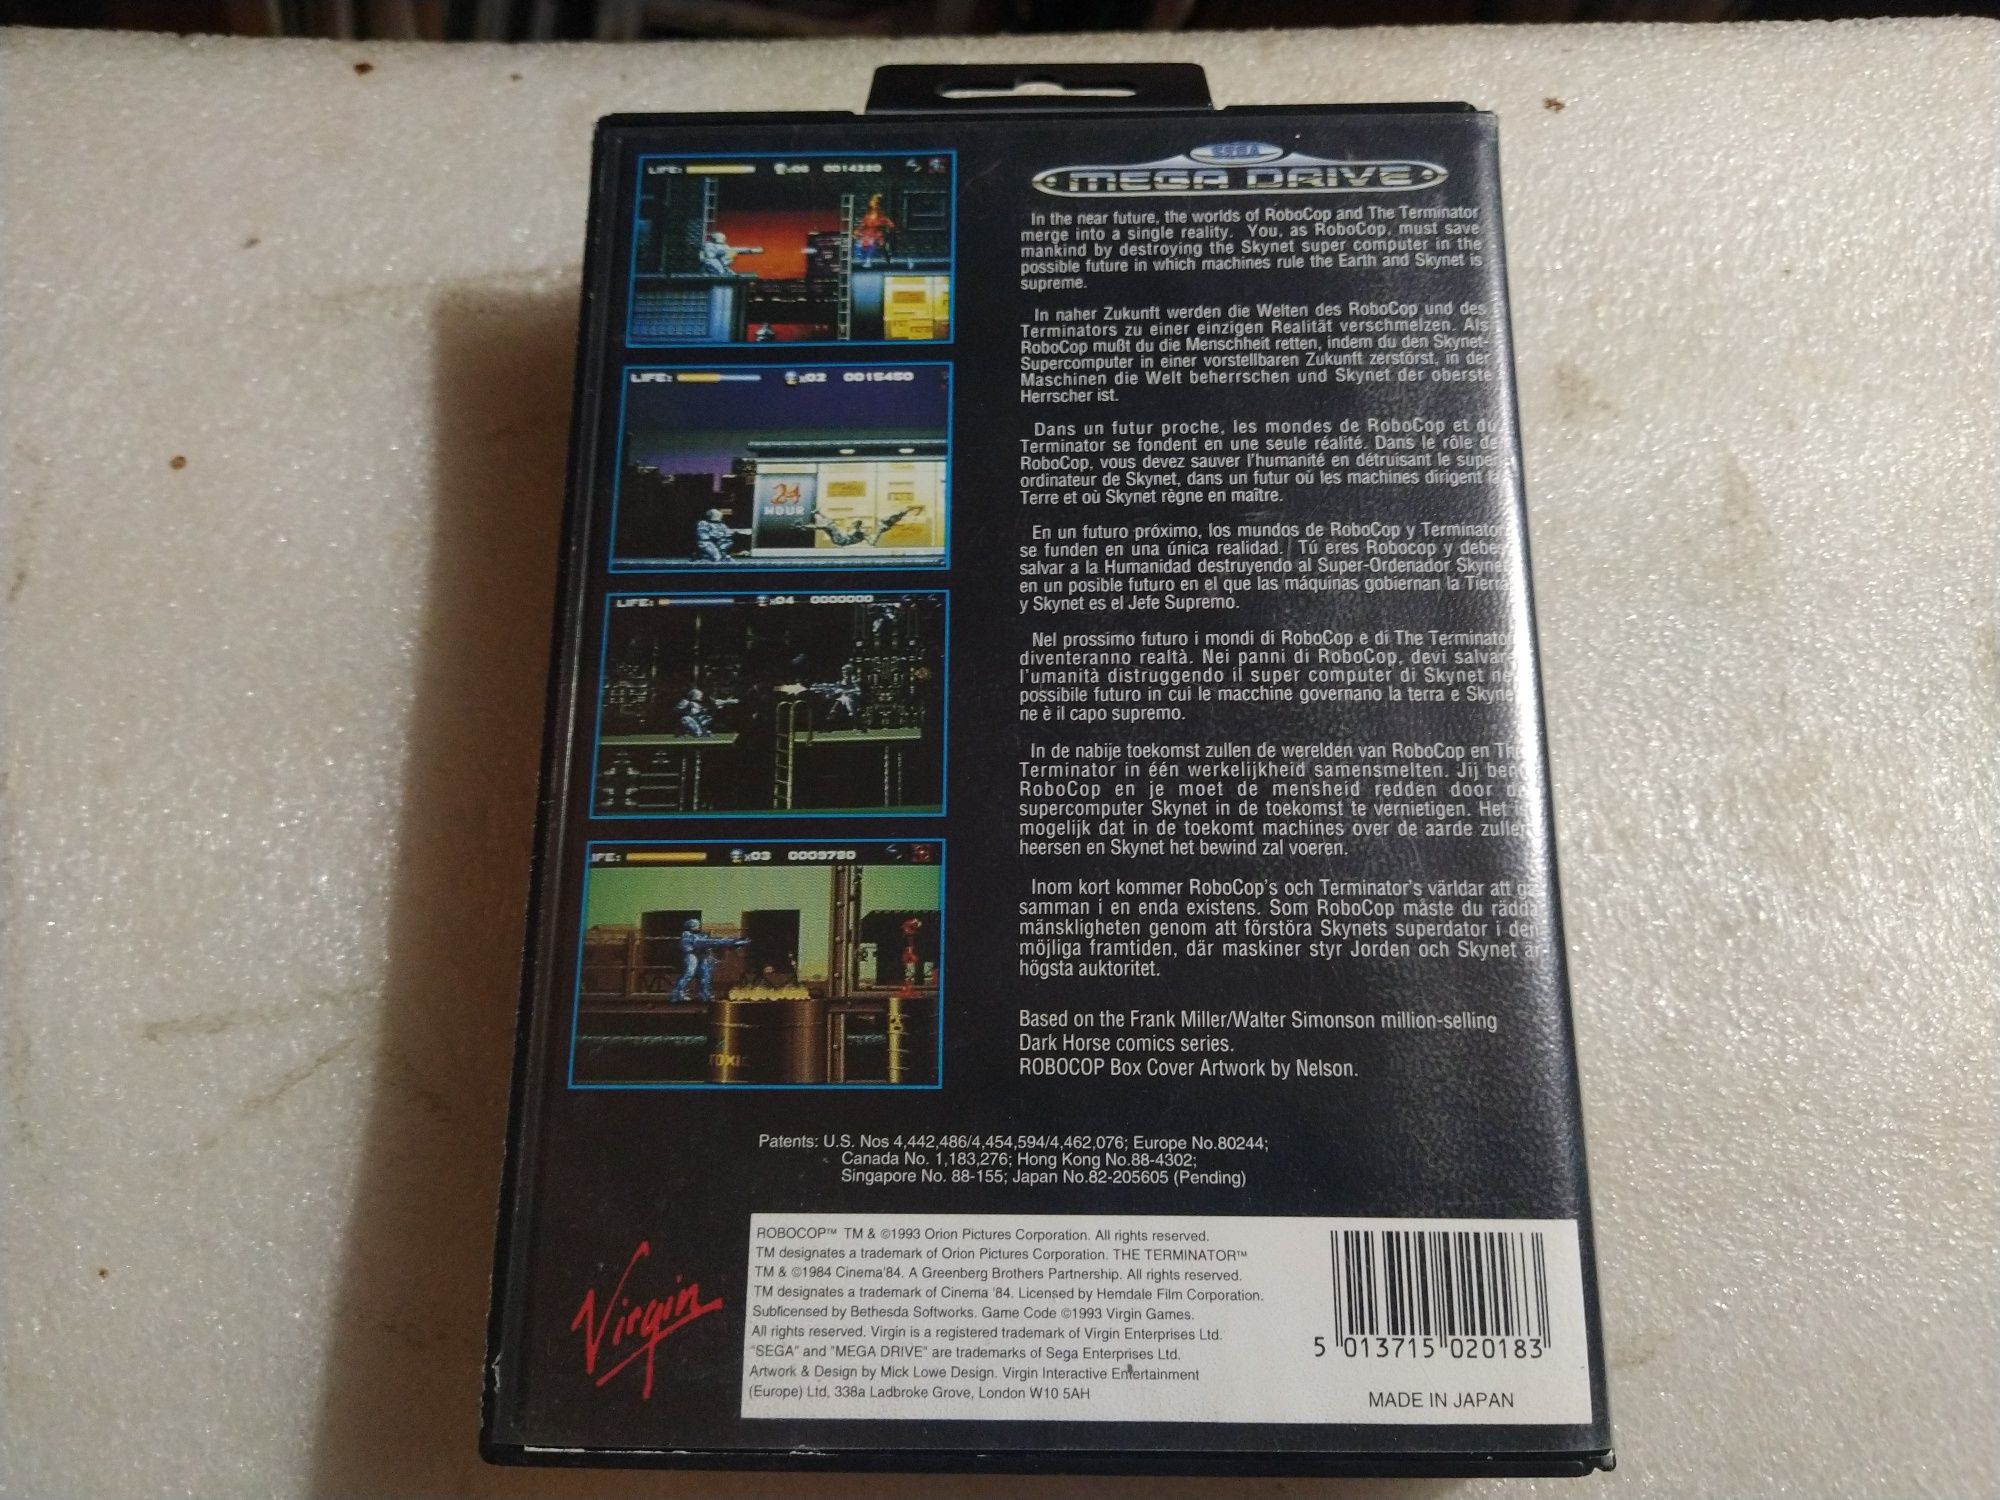 LIFE: x06 0014280
LIFE: x02 0015450
24
HOUR
LIFE: x04 0000000
IFE: x03 0003780
TOXIC
SEGA
MEGA DRIVE
In the near future, the worlds of RoboCop and The Terminator
merge into a single reality. You, as RoboCop, must save
mankind by destroying the Skynet super computer in the
possible future in which machines rule the Earth and Skynet is
supreme.
In naher Zukunft werden die Welten des RoboCop und des
Terminators zu einer einzigen Realität verschmelzen. Als
RoboCop mußt du die Menschheit retten, indem du den Skynet-
Supercomputer in einer vorstellbaren Zukunft zerstörst, in der
Maschinen die Welt beherrschen und Skynet der oberste
Herrscher ist.
Dans un futur proche, les mondes de RoboCop et du
Terminator se fondent en une seule réalité. Dans le rôle de
RoboCop, vous devez sauver l'humanité en détruisant le super
ordinateur de Skynet, dans un futur où les machines dirigent la
Terre et où Skynet règne en maître.
En un futuro próximo, los mundos de RoboCop y Terminator
se funden en una única realidad. Tú eres Robocop y debes
salvar a la Humanidad destruyendo al Super-Ordenador Skynet
en un posible futuro en el que las máquinas gobiernan la Tierra
y Skynet es el Jefe Supremo.
Nel prossimo futuro i mondi di RoboCop e di The Terminator
diventeranno realtà. Nei panni di RoboCop, devi salvare
l'umanità distruggendo il super computer di Skynet ne
possibile futuro in cui le macchine governano la terra e Skyne
ne è il capo supremo.
In de nabije toekomst zullen de werelden van RoboCop en The
Terminator in één werkelijkheid samensmelten. Jij bent
RoboCop en je moet de mensheid redden door de
supercomputer Skynet in de toekomst te vernietigen. Het is
mogelijk dat in de toekomt machines over de aarde zullen
heersen en Skynet het bewind zal voeren.
Inom kort kommer RoboCop's och Terminator's världar att gå
samman i en enda existens. Som RoboCop måste du rädda
mänskligheten genom att förstöra Skynets superdator i den
möjliga framtiden, där maskiner styr Jorden och Skynet är
högsta auktoritet.
Based on the Frank Miller/Walter Simonson million-selling
Dark Horse comics series.
ROBOCOP Box Cover Artwork by Nelson.
Patents: U.S. Nos 4,442,486/4,454,594/4,462,076; Europe No.80244;
Canada No. 1,183,276; Hong Kong No.88-4302;
Singapore No. 88-155; Japan No.82-205605 (Pending)
Virgin
ROBOCOP™ TM & ©1993 Orion Pictures Corporation. All rights reserved.
TM designates a trademark of Orion Pictures Corporation. THE TERMINATOR™
TM & ©1984 Cinema'84. A Greenberg Brothers Partnership. All rights reserved.
TM designates a trademark of Cinema '84. Licensed by Hemdale Film Corporation.
Sublicensed by Bethesda Softworks. Game Code ©1993 Virgin Games.
All rights reserved. Virgin is a registered trademark of Virgin Enterprises Ltd.
"SEGA" and "MEGA DRIVE" are trademarks of Sega Enterprises Ltd.
Artwork & Design by Mick Lowe Design. Virgin Interactive Entertainment
(Europe) Ltd, 338a Ladbroke Grove, London W10 5AH
5 013715 020183
MADE IN JAPAN